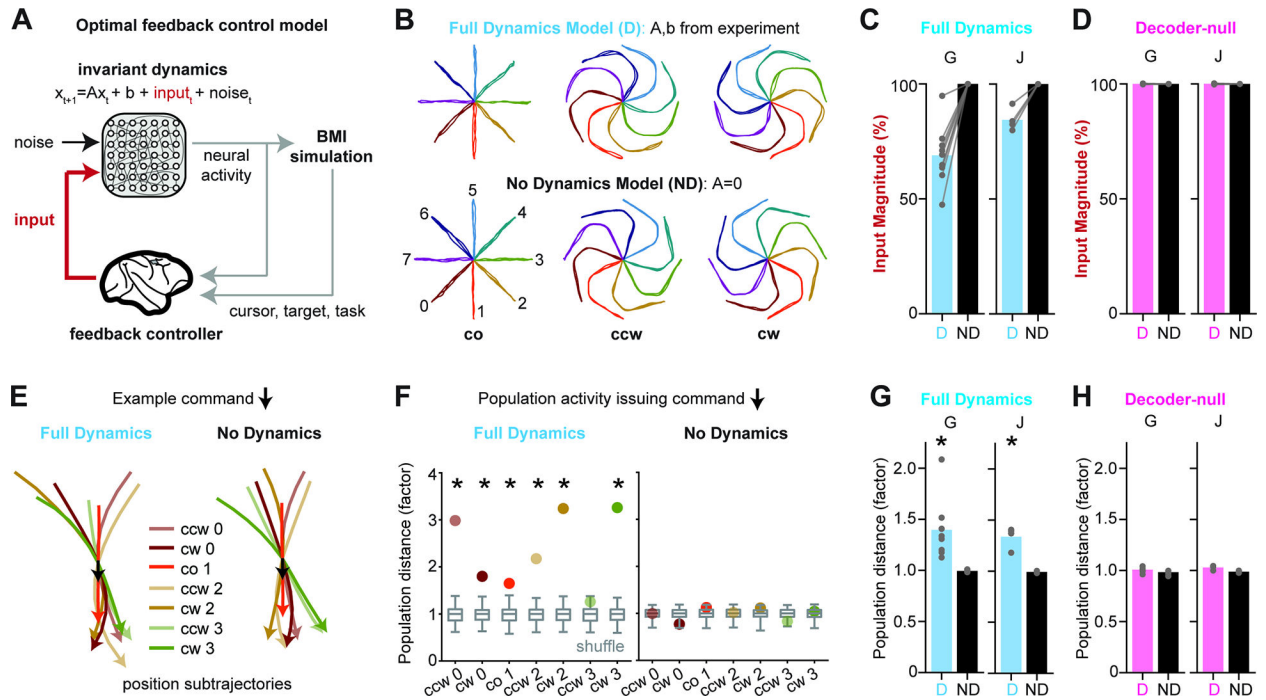 A
Optimal feedback control model
invariant dynamics
xt+1=Axt + b + inputt + noiset
noise
neural
activity
BMI
simulation
input
cursor, target, task
feedback controller
B
Full Dynamics Model (D): A,b from experiment
No Dynamics Model (ND): A=0
5
6
4
7
3
0
2
1
co
ccw
cw
C
Full Dynamics
G
J
Input Magnitude (%)
100
50
0
D
ND
D
ND
D
Decoder-null
G
J
Input Magnitude (%)
100
50
0
D
ND
D
ND
E
Example command
Full Dynamics
No Dynamics
ccw 0
cw 0
co 1
ccw 2
cw 2
ccw 3
cw 3
position subtrajectories
F
Population activity issuing command
Full Dynamics
No Dynamics
Population distance (factor)
4
3
2
1
0
* * * * * *
shuffle
ccw 0
cw 0
co 1
ccw 2
cw 2
ccw 3
cw 3
ccw 0
cw 0
co 1
ccw 2
cw 2
ccw 3
cw 3
G
Full Dynamics
G
J
* *
Population distance (factor)
2.0
1.5
1.0
0
D
ND
D
ND
H
Decoder-null
G
J
Population distance (factor)
2.0
1.5
1.0
0
D
ND
D
ND